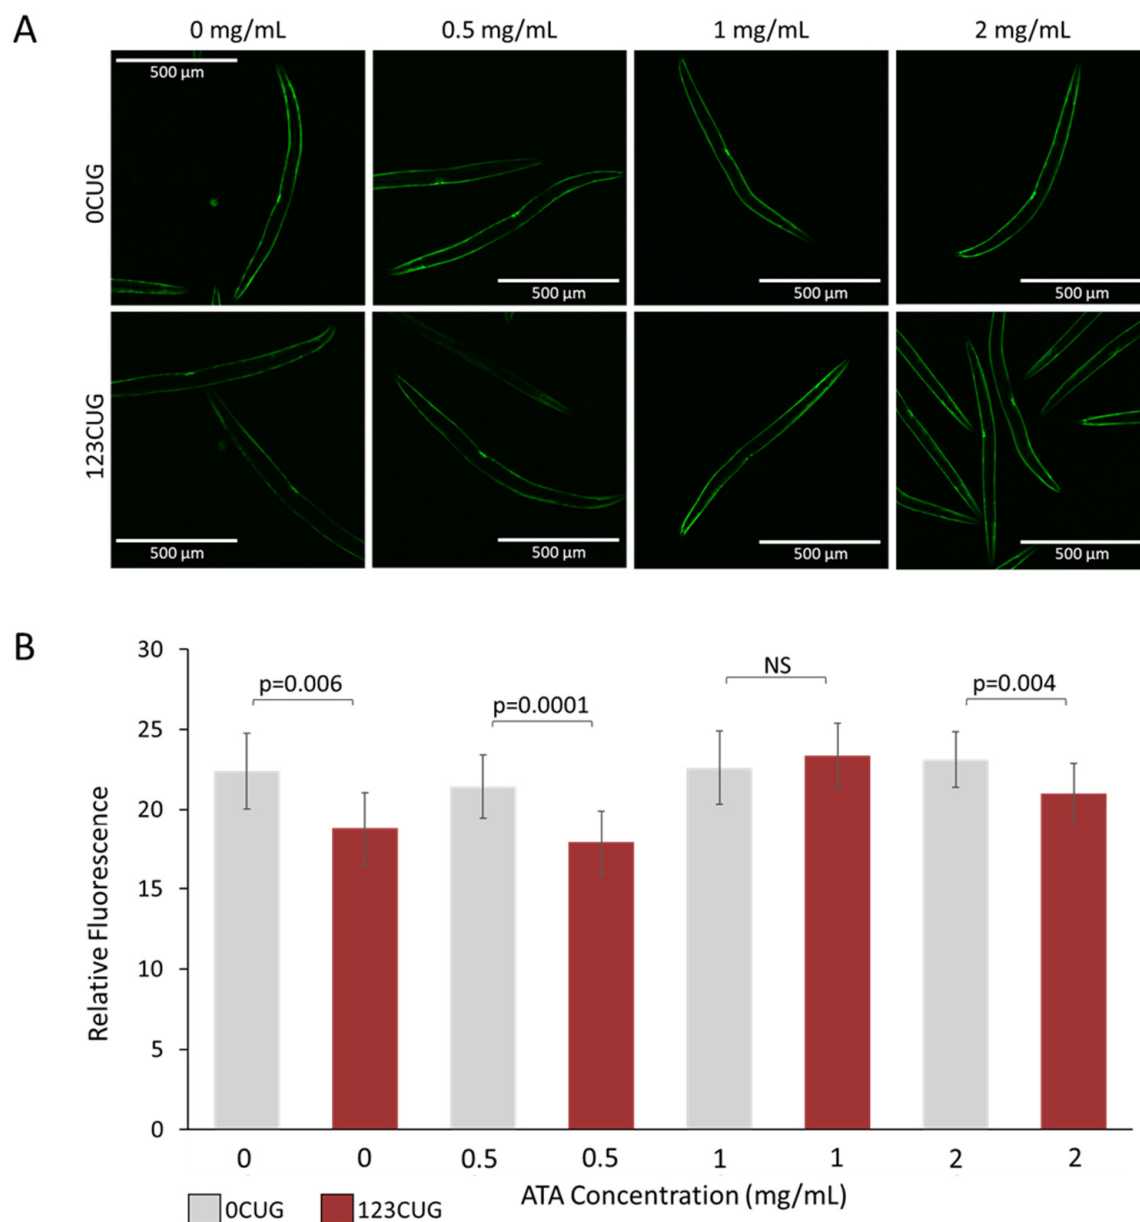 A
0 mg/mL 0.5 mg/mL 1 mg/mL 2 mg/mL
0CUG
500 µm
500 µm
500 µm
500 µm
123CUG
500 µm
500 µm
500 µm
500 µm
B
Relative Fluorescence
30
25
20
15
10
5
0
p=0.006
p=0.0001
NS
p=0.004
0 0 0.5 0.5 1 1 2 2
ATA Concentration (mg/mL)
0CUG 123CUG